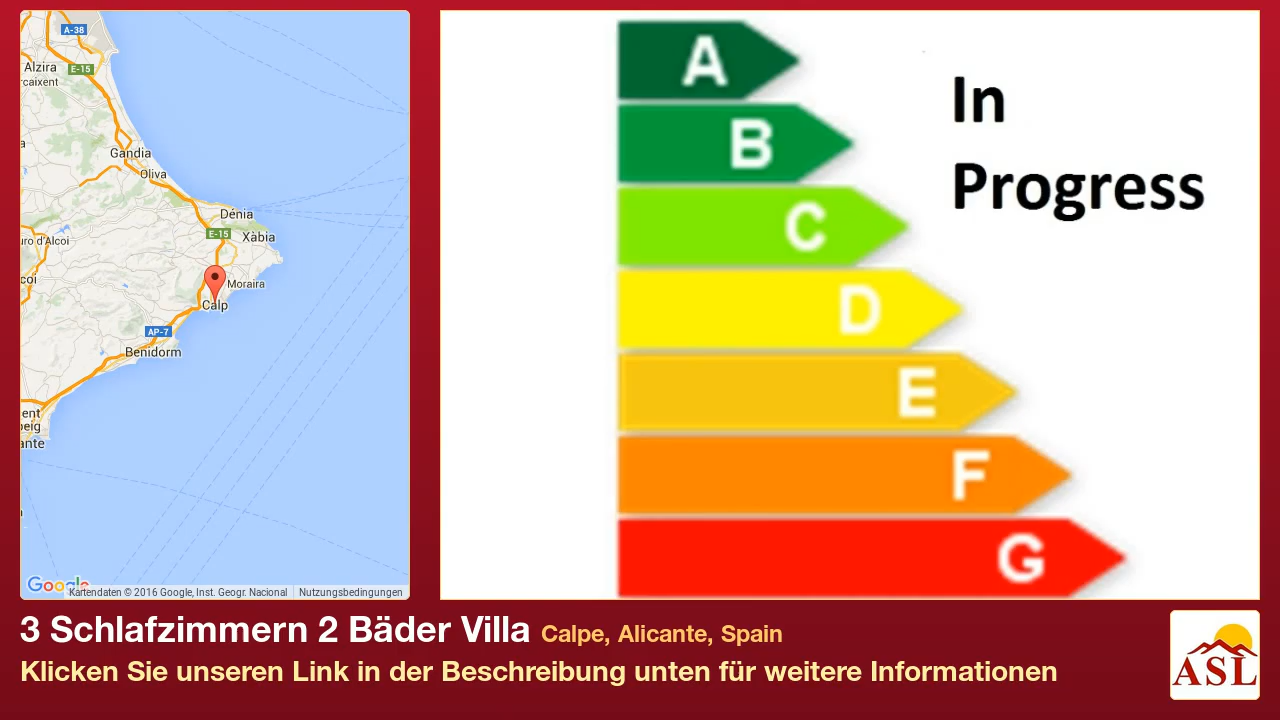 A-38
Alzira
E-15
rcaixent
Gandia
Oliva
Dénia
E-15
Xàbia
uro d'Alcoi
coi
Moraira
Calp
AP-7
Benidorm
ent
peig
ante
Google
Kartendaten © 2016 Google, Inst. Geogr. Nacional
Nutzungsbedingungen
A
B
C
D
E
F
G
In
Progress
3 Schlafzimmern 2 Bäder Villa Calpe, Alicante, Spain
Klicken Sie unseren Link in der Beschreibung unten für weitere Informationen
ASL